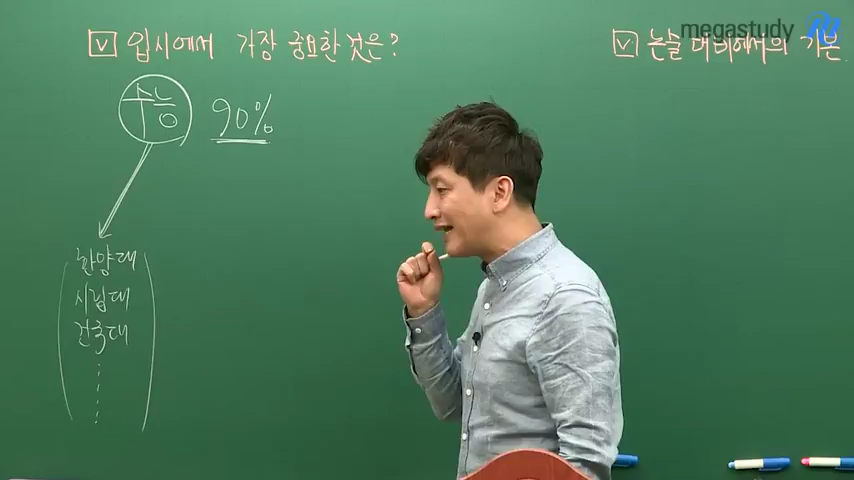 V 입시에서 가장 중요한 것은?
수능 90%
한양대
시립대
건국대
megastudy
V 논술 대비에서의 기본